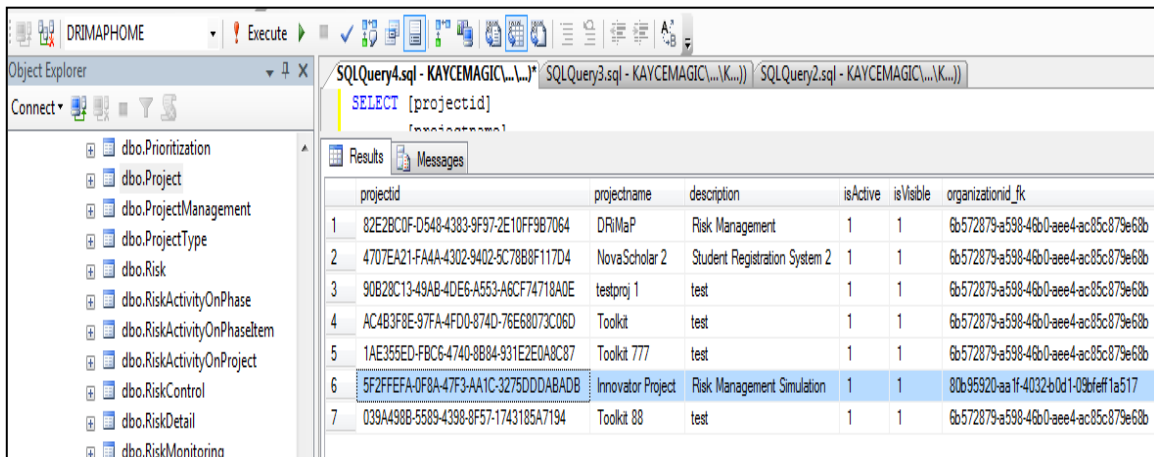 DRIMAPHOME Execute
Object Explorer
Connect
dbo.Prioritization
dbo.Project
dbo.ProjectManagement
dbo.ProjectType
dbo.Risk
dbo.RiskActivityOnPhase
dbo.RiskActivityOnPhaseItem
dbo.RiskActivityOnProject
dbo.RiskControl
dbo.RiskDetail
dbo.RiskMonitoring
SQLQuery4.sql - KAYCEMAGIC\...\...)* SQLQuery3.sql - KAYCEMAGIC\...\K...)) SQLQuery2.sql - KAYCEMAGIC\...\K...))
SELECT [projectid]
[projectname]
Results Messages
projectid projectname description isActive isVisible organizationid_fk
1 82E2BC0F-D548-4383-9F97-2E10FF9B7064 DRiMaP Risk Management 1 1 6b572879-a598-46b0-aee4-ac85c879e68b
2 4707EA21-FA4A-4302-9402-5C78B8F117D4 NovaScholar 2 Student Registration System 2 1 1 6b572879-a598-46b0-aee4-ac85c879e68b
3 90B28C13-49AB-4DE6-A553-A6CF74718A0E testproj 1 test 1 1 6b572879-a598-46b0-aee4-ac85c879e68b
4 AC4B3F8E-97FA-4FD0-874D-76E68073C06D Toolkit test 1 1 6b572879-a598-46b0-aee4-ac85c879e68b
5 1AE355ED-FBC6-4740-8B84-931E2E0A8C87 Toolkit 777 test 1 1 6b572879-a598-46b0-aee4-ac85c879e68b
6 5F2FFEFA-0F8A-47F3-AA1C-3275DDDABADB Innovator Project Risk Management Simulation 1 1 80b95920-aa1f-4032-b0d1-09bfeff1a517
7 039A498B-5589-4398-8F57-1743185A7194 Toolkit 88 test 1 1 6b572879-a598-46b0-aee4-ac85c879e68b